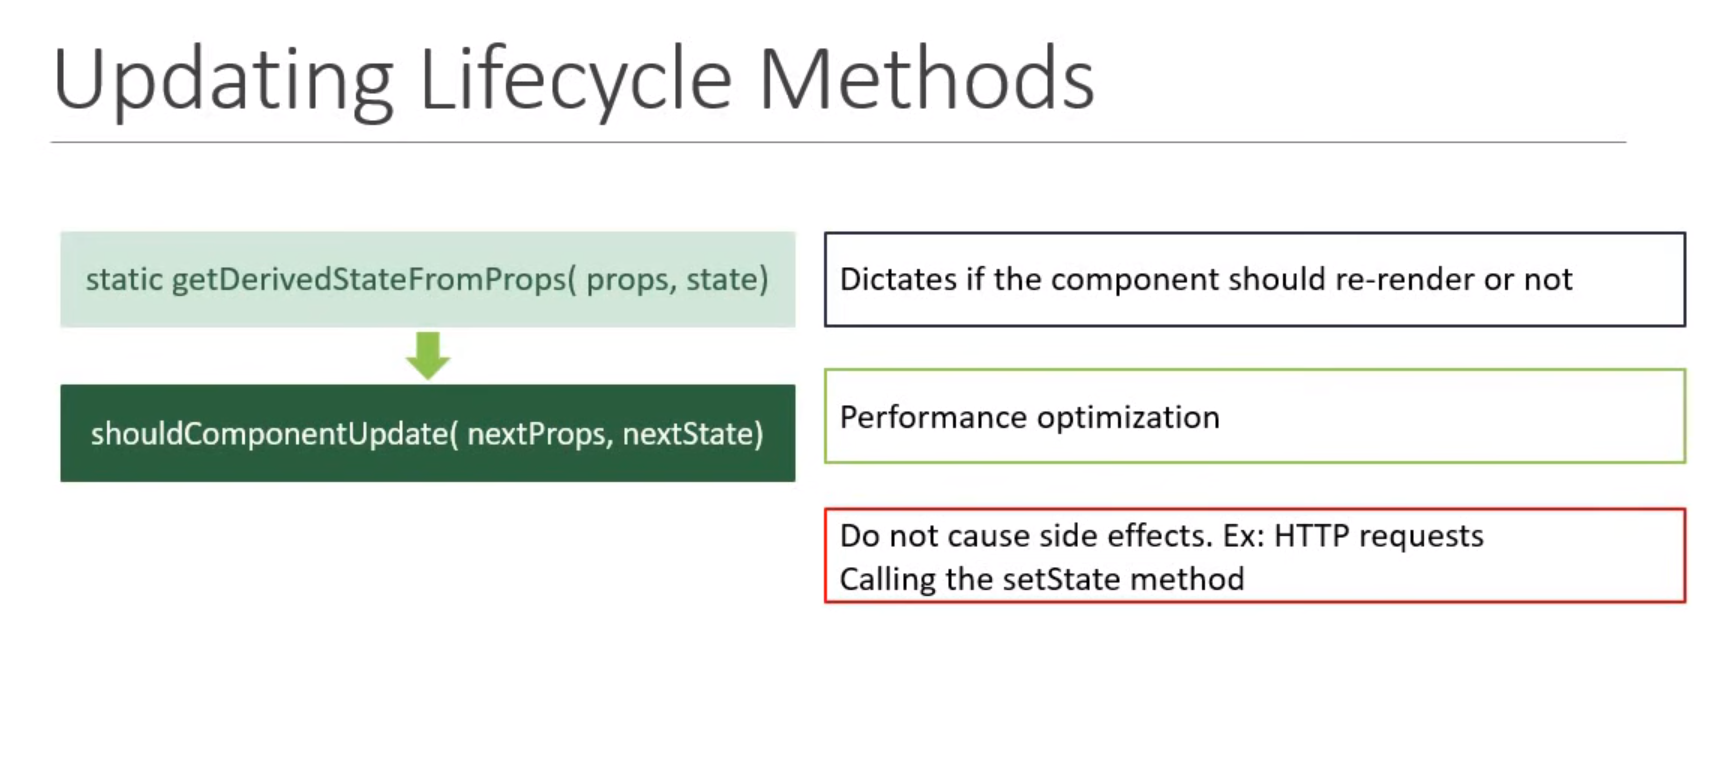 Updating Lifecycle Methods
static getDerivedStateFromProps( props, state)
shouldComponentUpdate( nextProps, nextState)
Dictates if the component should re-render or not
Performance optimization
Do not cause side effects. Ex: HTTP requests
Calling the setState method